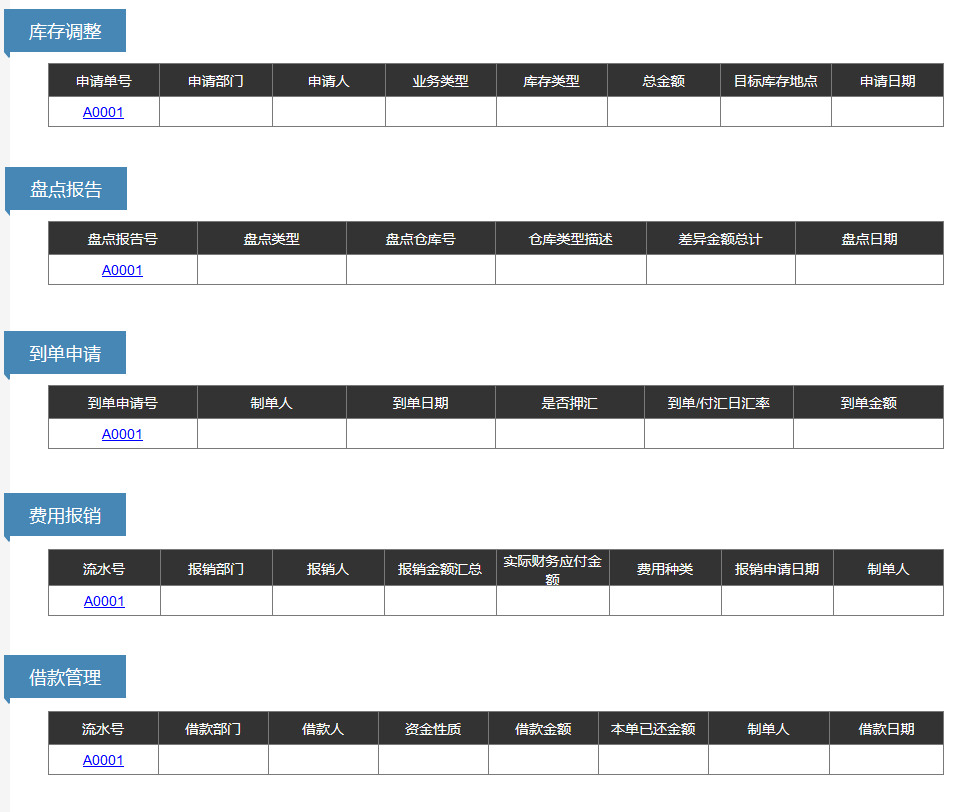 库存调整
申请单号 申请部门 申请人 业务类型 库存类型 总金额 目标库存地点 申请日期
A0001
盘点报告
盘点报告号 盘点类型 盘点仓库号 仓库类型描述 差异金额总计 盘点日期
A0001
到单申请
到单申请号 制单人 到单日期 是否押汇 到单/付汇日汇率 到单金额
A0001
费用报销
流水号 报销部门 报销人 报销金额汇总 实际财务应付金额 费用种类 报销申请日期 制单人
A0001
借款管理
流水号 借款部门 借款人 资金性质 借款金额 本单已还金额 制单人 借款日期
A0001